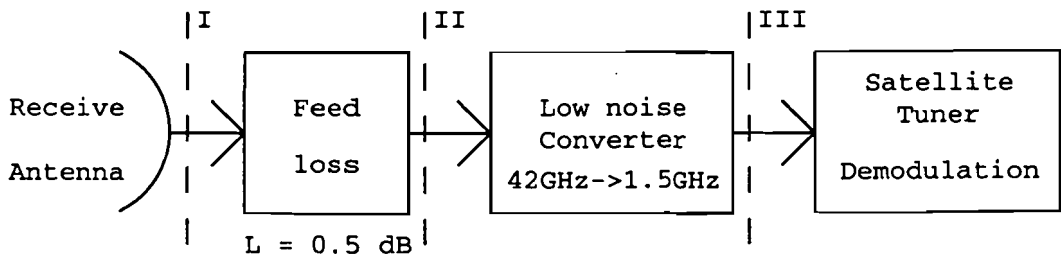 I
II
III
Receive
Antenna
Feed
loss
L = 0.5 dB
Low noise
Converter
42GHz->1.5GHz
Satellite
Tuner
Demodulation